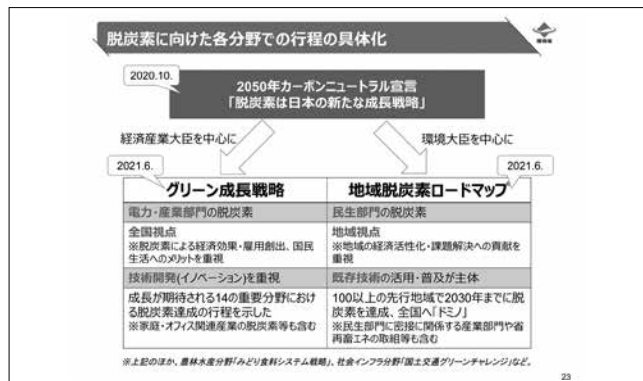 脱炭素に向けた各分野での行程の具体化
2020.10.
2050年カーボンニュートラル宣言
「脱炭素は日本の新たな成長戦略」
経済産業大臣を中心に
環境大臣を中心に
2021.6.
2021.6.
グリーン成長戦略
地域脱炭素ロードマップ
電力・産業部門の脱炭素
民生部門の脱炭素
全国視点
※脱炭素による経済効果・雇用創出、国民
生活へのメリットを重視
地域視点
※地域の経済活性化・課題解決への貢献を
重視
技術開発(イノベーション)を重視
既存技術の活用・普及が主体
成長が期待される14の重要分野におけ
る脱炭素達成の行程を示した
※家庭・オフィス関連産業の脱炭素等も含む
100以上の先行地域で2030年までに脱
炭素を達成、全国へ「ドミノ」
※民生部門に密接に関係する産業部門や省
再蓄エネの取組等も含む
※上記のほか、農林水産分野「みどり食料システム戦略」、社会インフラ分野「国土交通グリーンチャレンジ」など。
23